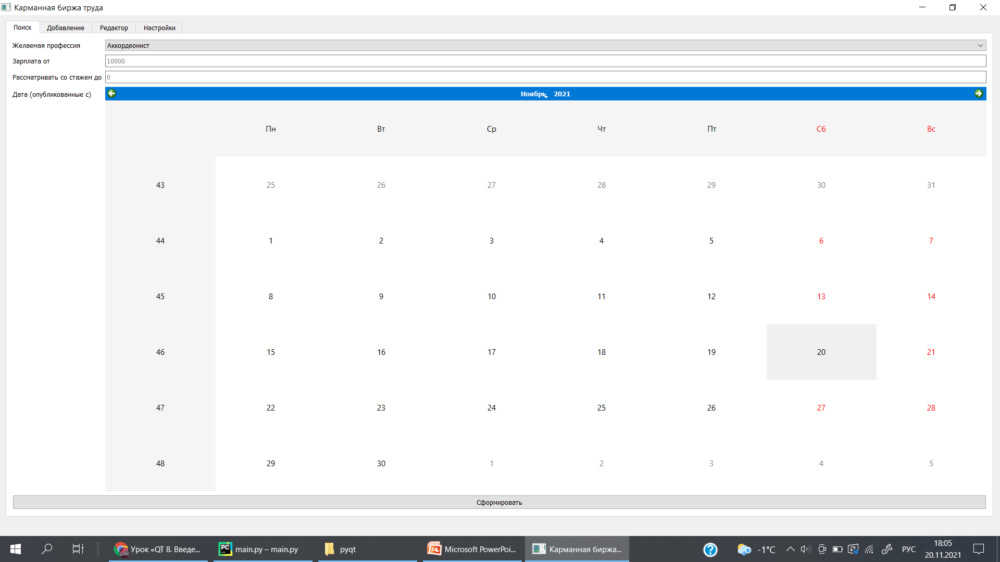 Карманная биржа труда
Поиск Добавление Редактор Настройки
Желаемая профессия Аккордеонист
Зарплата от 10000
Рассматривать со стажем до 0
Дата (опубликованные с) Ноябрь 2021
Пн Вт Ср Чт Пт Сб Вс
43 25 26 27 28 29 30 31
44 1 2 3 4 5 6 7
45 8 9 10 11 12 13 14
46 15 16 17 18 19 20 21
47 22 23 24 25 26 27 28
48 29 30 1 2 3 4 5
Сформировать
Урок «QT 8. Введе... main.py – main.py pyqt Microsoft PowerPoi... Карманная биржа... -1°C РУС 18:05
20.11.2021